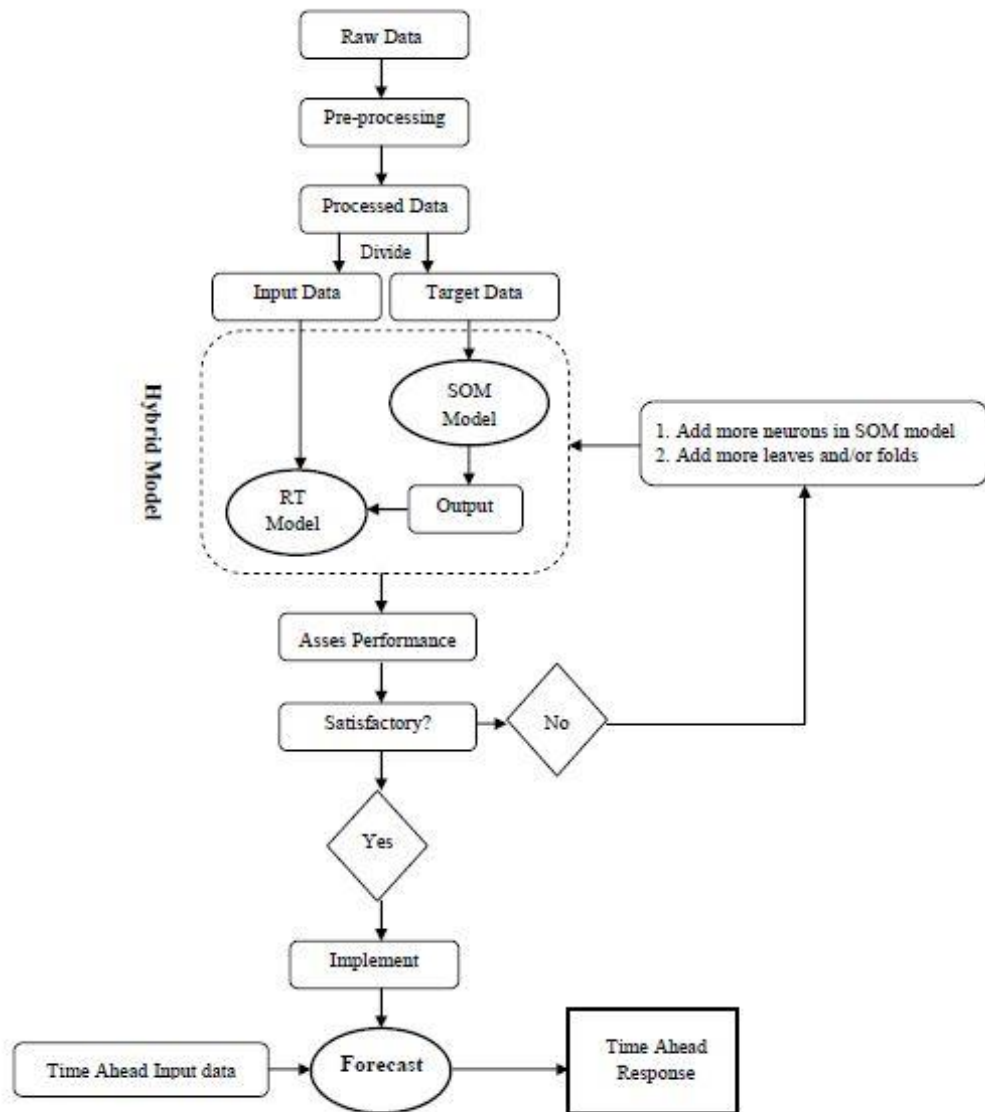 Raw Data
Pre-processing
Processed Data
Divide
Input Data
Target Data
Hybrid Model
SOM
Model
1. Add more neurons in SOM model
2. Add more leaves and/or folds
RT
Model
Output
Asses Performance
Satisfactory?
No
Yes
Implement
Time Ahead Input data
Forecast
Time Ahead
Response